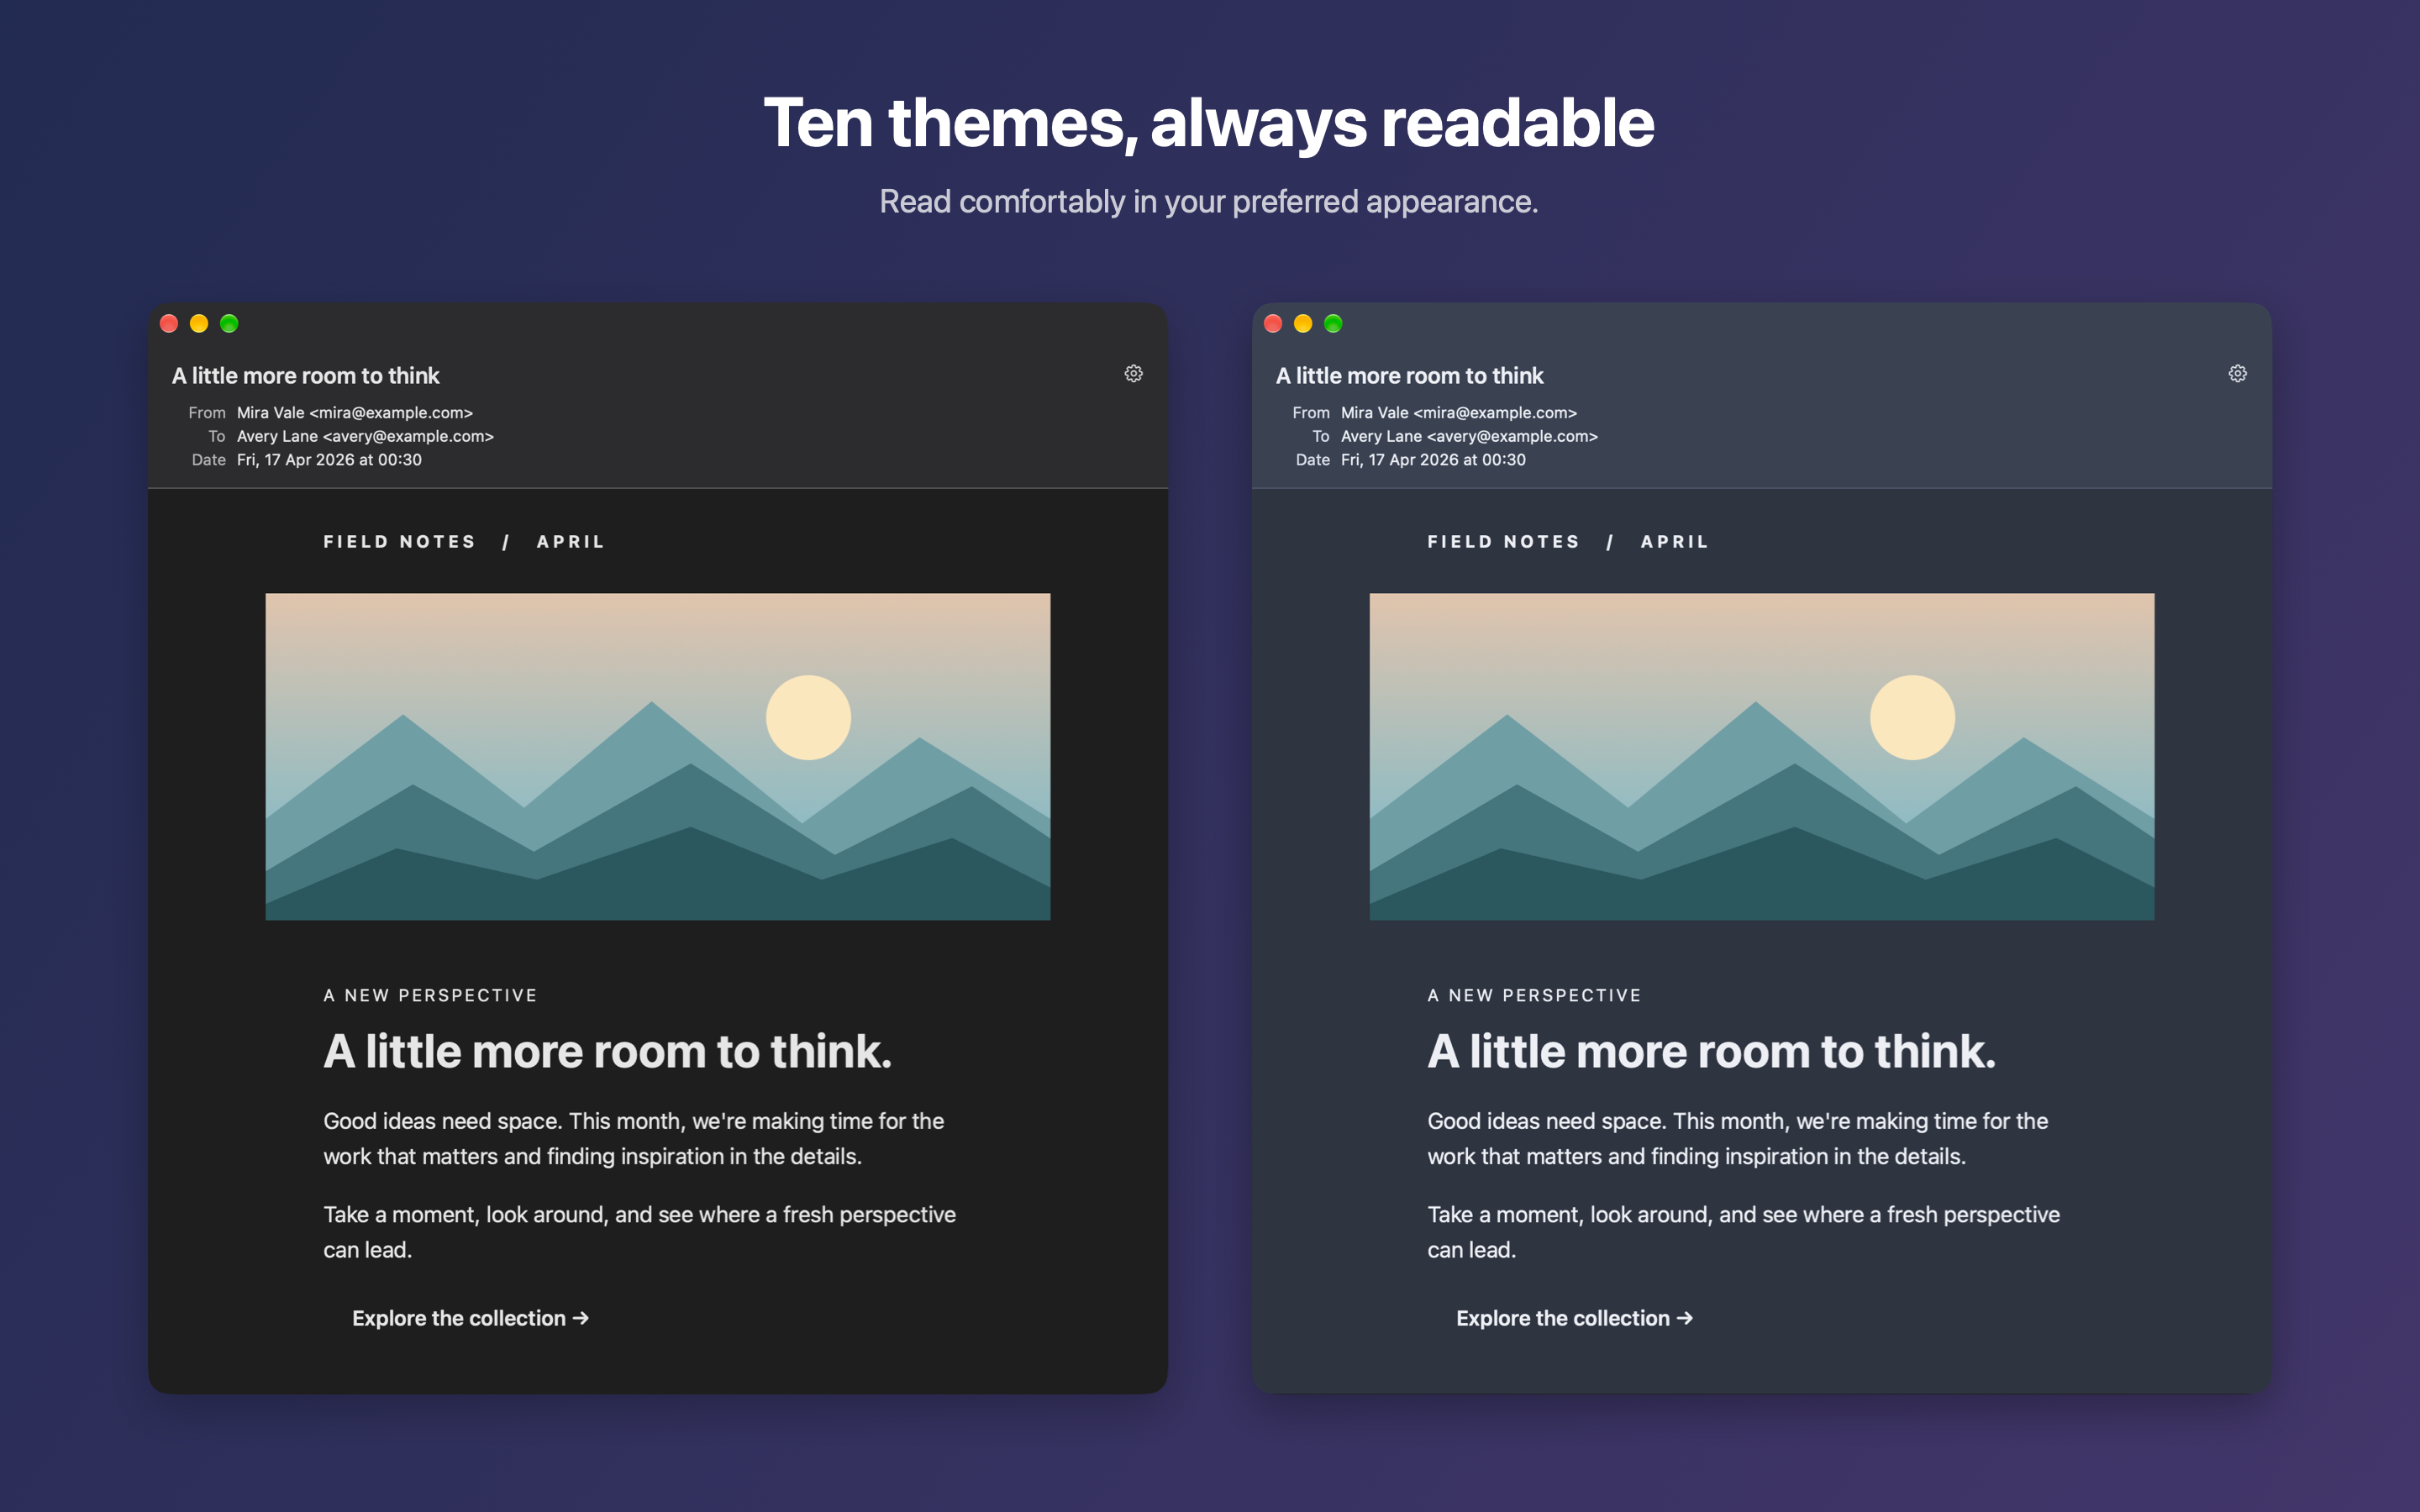 Ten themes, always readable
Read comfortably in your preferred appearance.
A little more room to think
From Mira Vale <mira@example.com>
To Avery Lane <avery@example.com>
Date Fri, 17 Apr 2026 at 00:30
FIELD NOTES / APRIL
A NEW PERSPECTIVE
A little more room to think.
Good ideas need space. This month, we're making time for the
work that matters and finding inspiration in the details.
Take a moment, look around, and see where a fresh perspective
can lead.
Explore the collection →
A little more room to think
From Mira Vale <mira@example.com>
To Avery Lane <avery@example.com>
Date Fri, 17 Apr 2026 at 00:30
FIELD NOTES / APRIL
A NEW PERSPECTIVE
A little more room to think.
Good ideas need space. This month, we're making time for the
work that matters and finding inspiration in the details.
Take a moment, look around, and see where a fresh perspective
can lead.
Explore the collection →